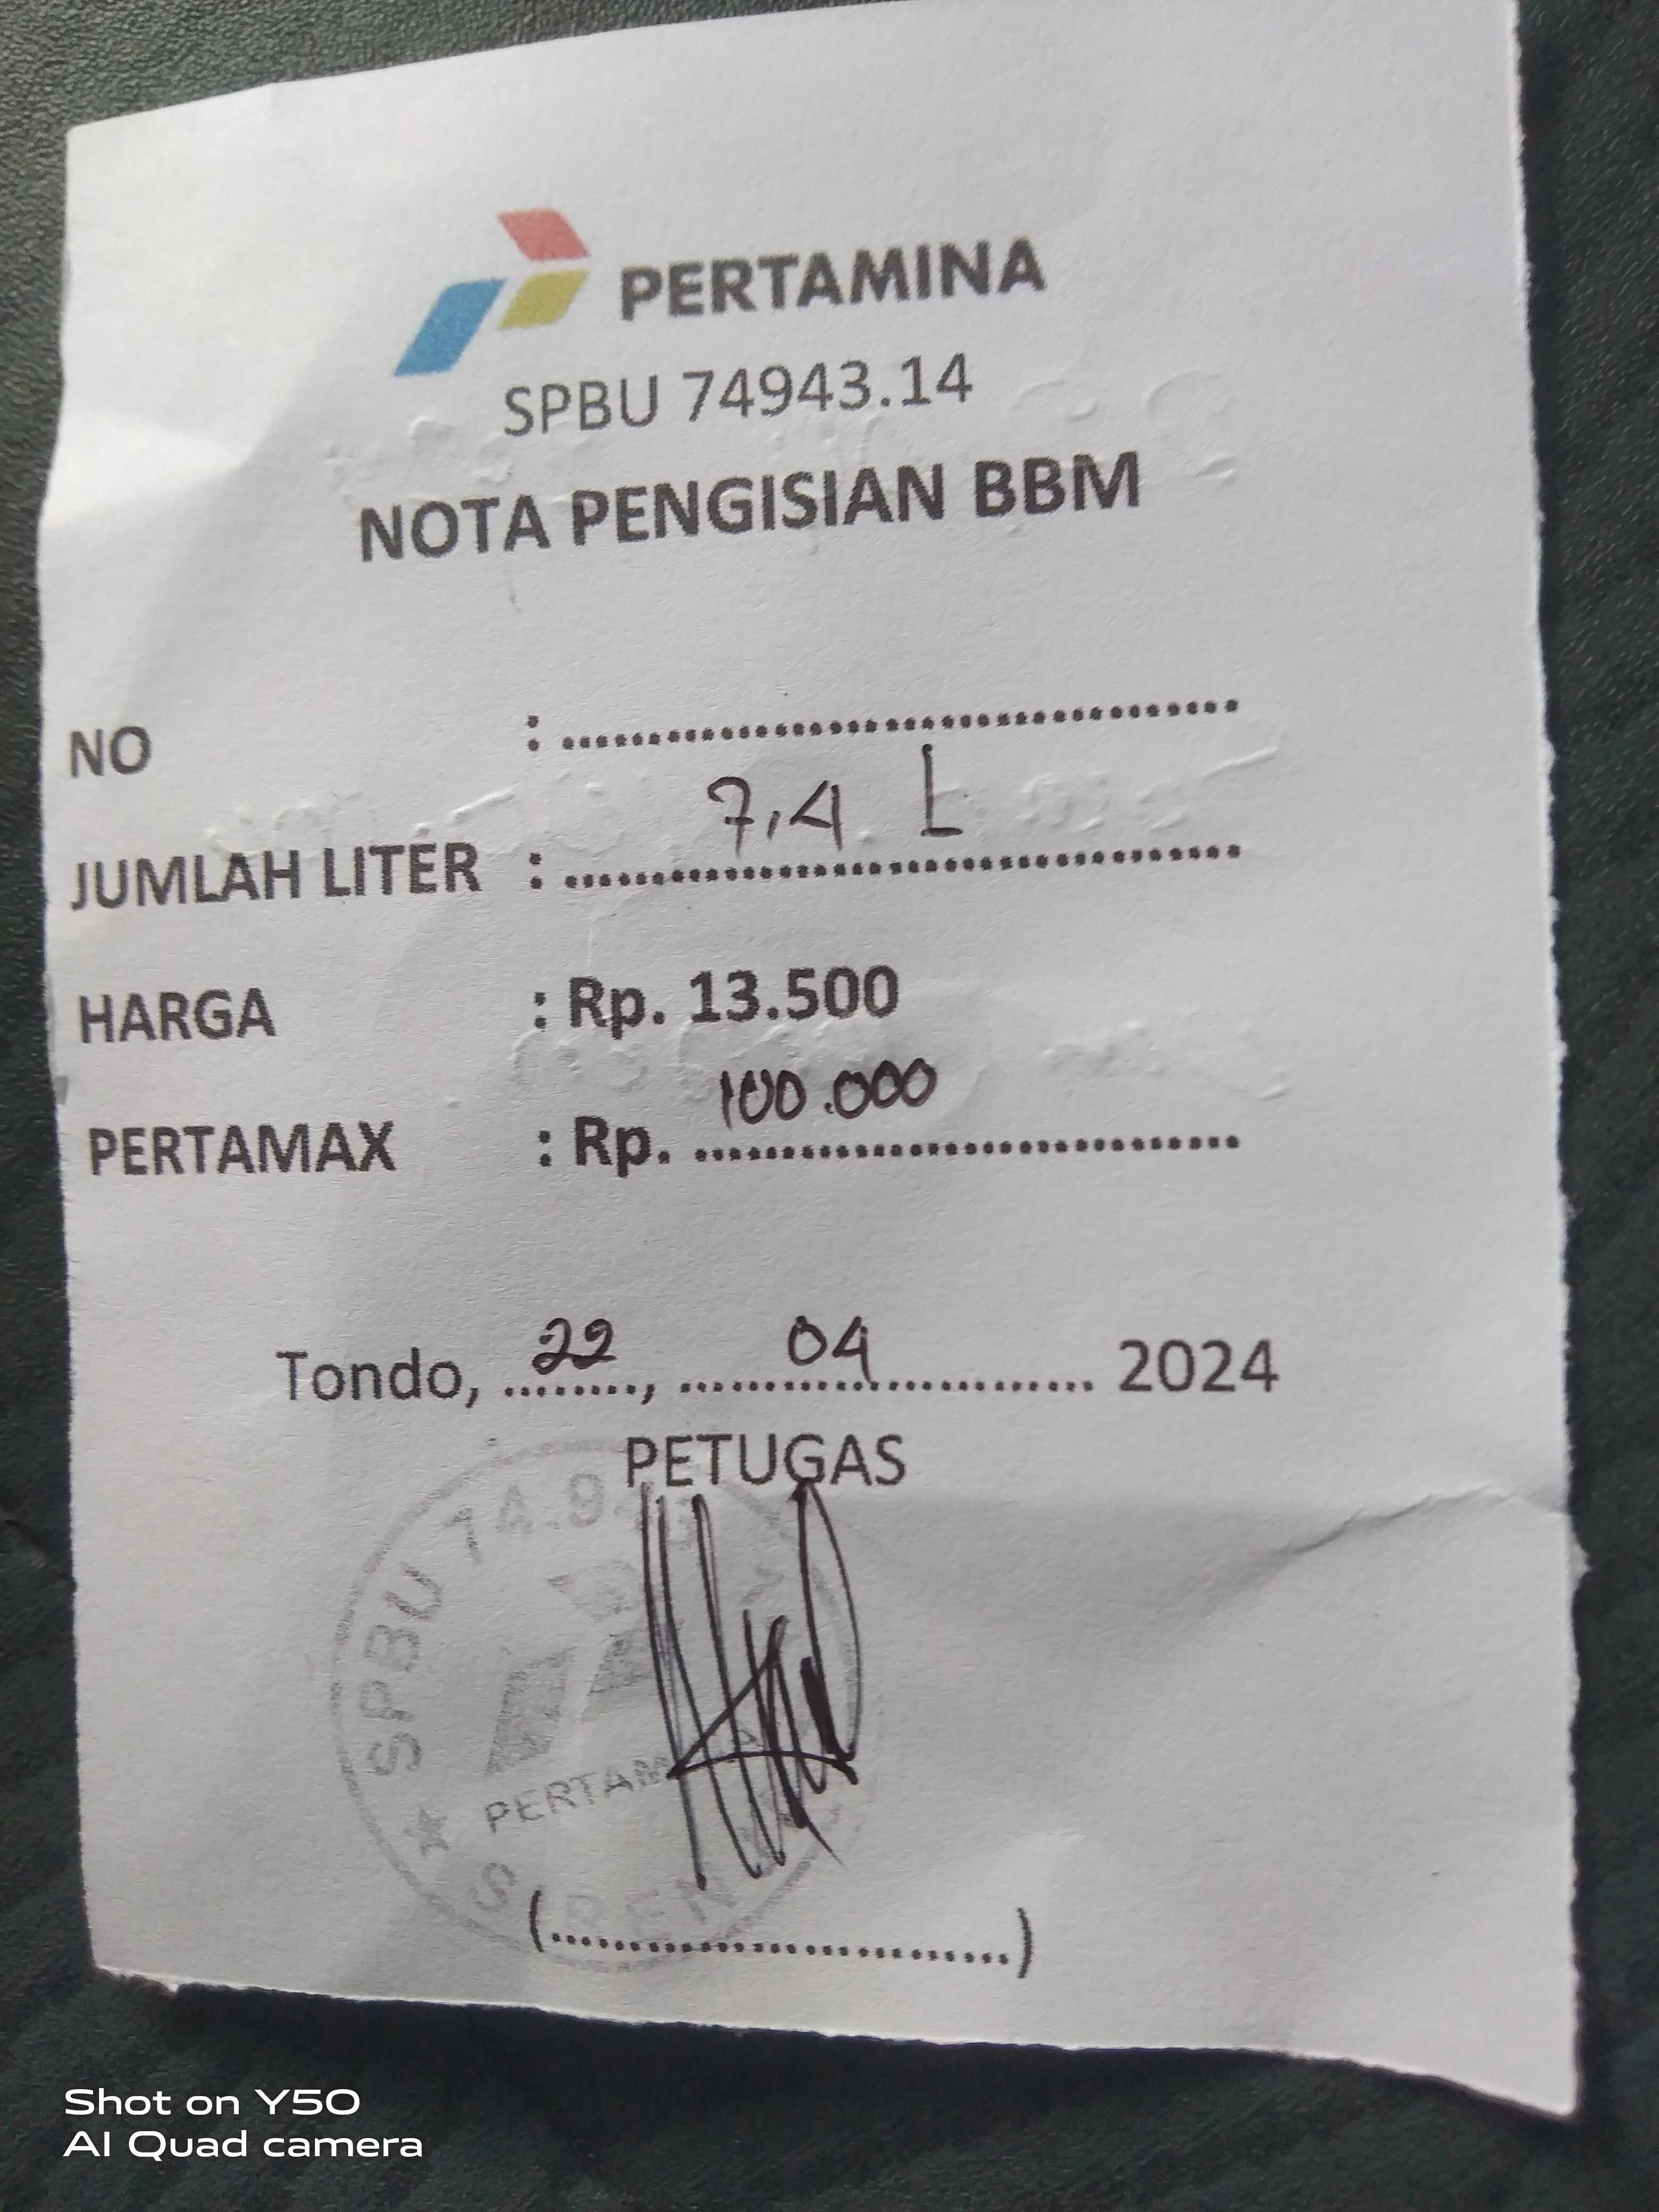 PERTAMINA
SPBU 74943.14
NOTA PENGISIAN BBM
NO : ........................................
JUMLAH LITER : 7,4 L
HARGA : Rp. 13.500
PERTAMAX : Rp. 100.000
Tondo, 22, 04 2024
PETUGAS
SPBU 74.9
PERTAM
(................................)
Shot on Y50
AI Quad camera